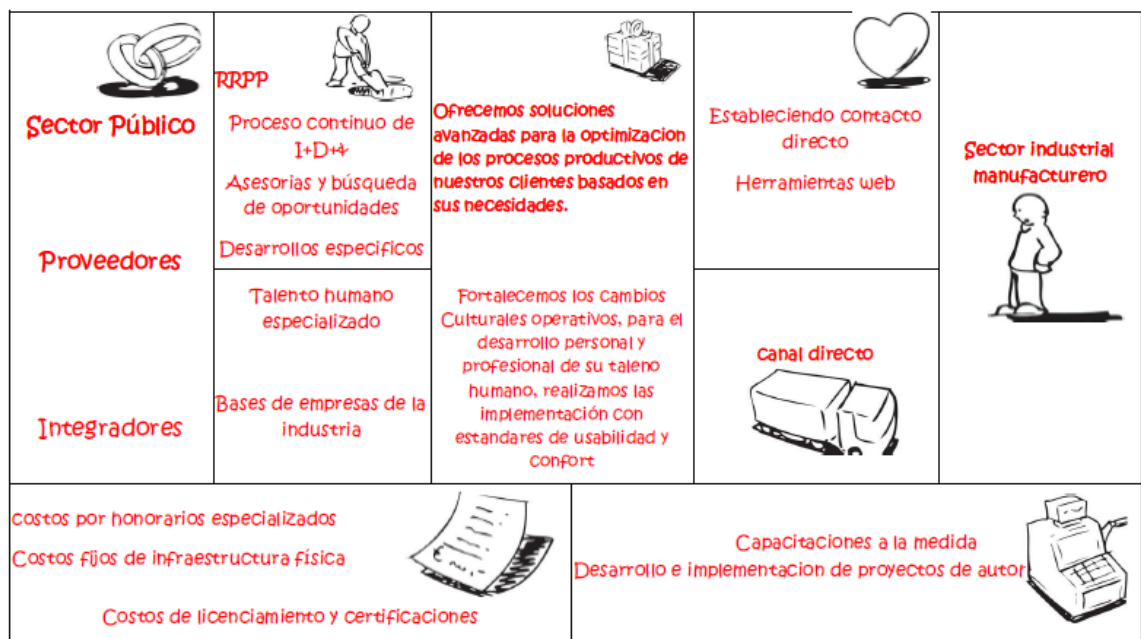 Sector Público
Proveedores
Integradores
RRPP
Proceso continuo de
I+D+i
Asesorias y búsqueda
de oportunidades
Desarrollos especificos
Talento humano
especializado
Bases de empresas de la
industria
Ofrecemos soluciones
avanzadas para la optimizacion
de los procesos productivos de
nuestros clientes basados en
sus necesidades.
Fortalecemos los cambios
Culturales operativos, para el
desarrollo personal y
profesional de su taleno
humano, realizamos las
implementación con
estandares de usabilidad y
confort
Estableciendo contacto
directo
Herramientas web
canal directo
Sector industrial
manufacturero
costos por honorarios especializados
Costos fijos de infraestructura física
Costos de licenciamiento y certificaciones
Capacitaciones a la medida
Desarrollo e implementacion de proyectos de autor